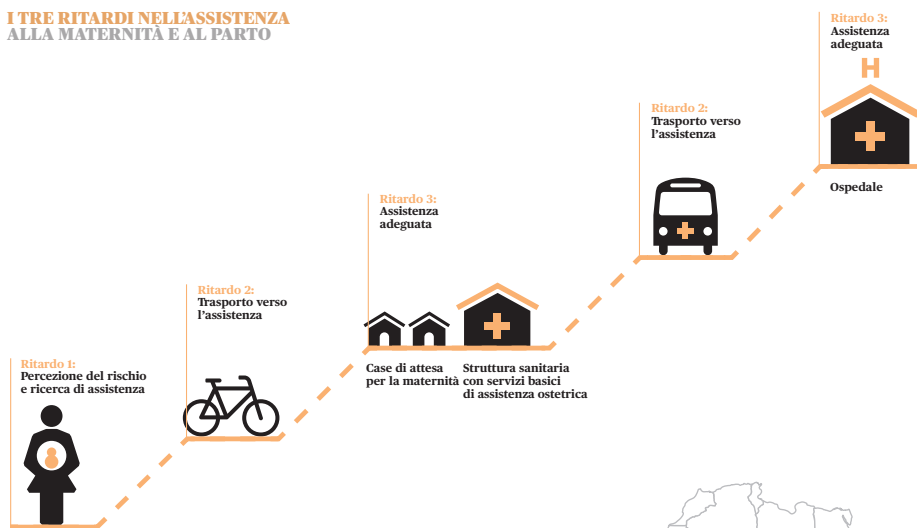 I TRE RITARDI NELL'ASSISTENZA
ALLA MATERNITÀ E AL PARTO
Ritardo 1:
Percezione del rischio
e ricerca di assistenza
Ritardo 2:
Trasporto verso
l'assistenza
Ritardo 3:
Assistenza
adeguata
Case di attesa
per la maternità
Struttura sanitaria
con servizi basici
di assistenza ostetrica
Ritardo 2:
Trasporto verso
l'assistenza
Ritardo 3:
Assistenza
adeguata
H
Ospedale